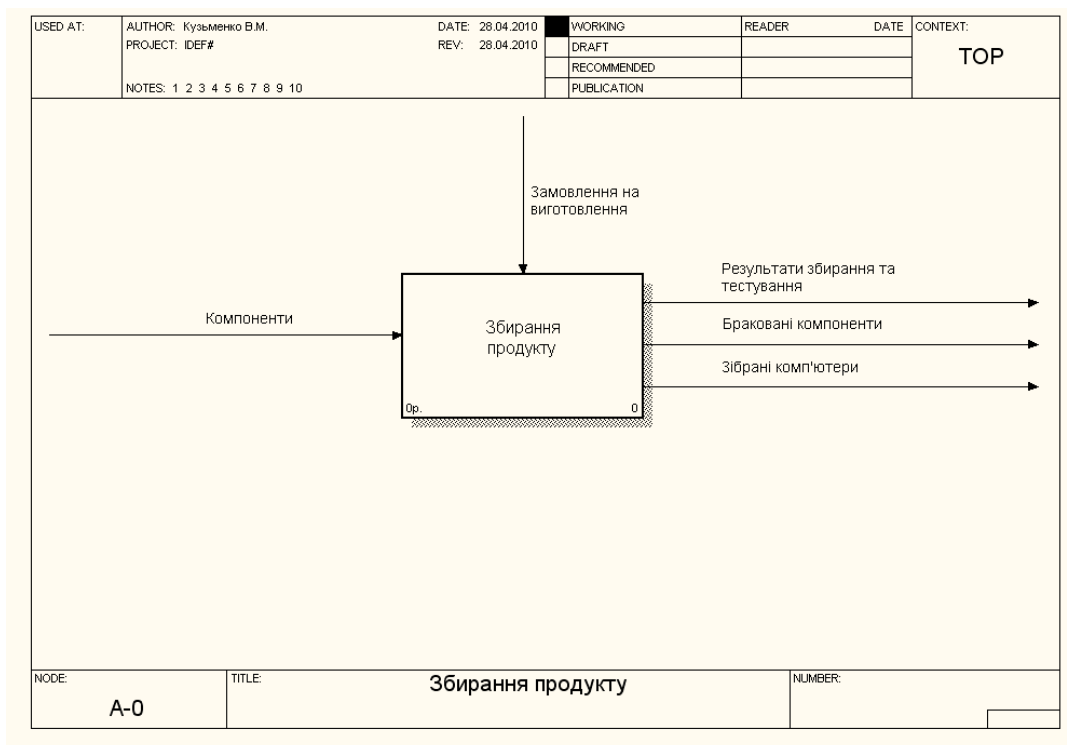 USED AT:
AUTHOR: Кузьменко В.М.
DATE: 28.04.2010
PROJECT: IDEF#
REV: 28.04.2010
NOTES: 1 2 3 4 5 6 7 8 9 10
WORKING
DRAFT
RECOMMENDED
PUBLICATION
READER DATE
CONTEXT:
TOP
Замовлення на
виготовлення
Компоненти
Збирання
продукту
0р.
0
Результати збирання та
тестування
Браковані компоненти
Зібрані комп'ютери
NODE:
A-0
TITLE:
Збирання продукту
NUMBER: